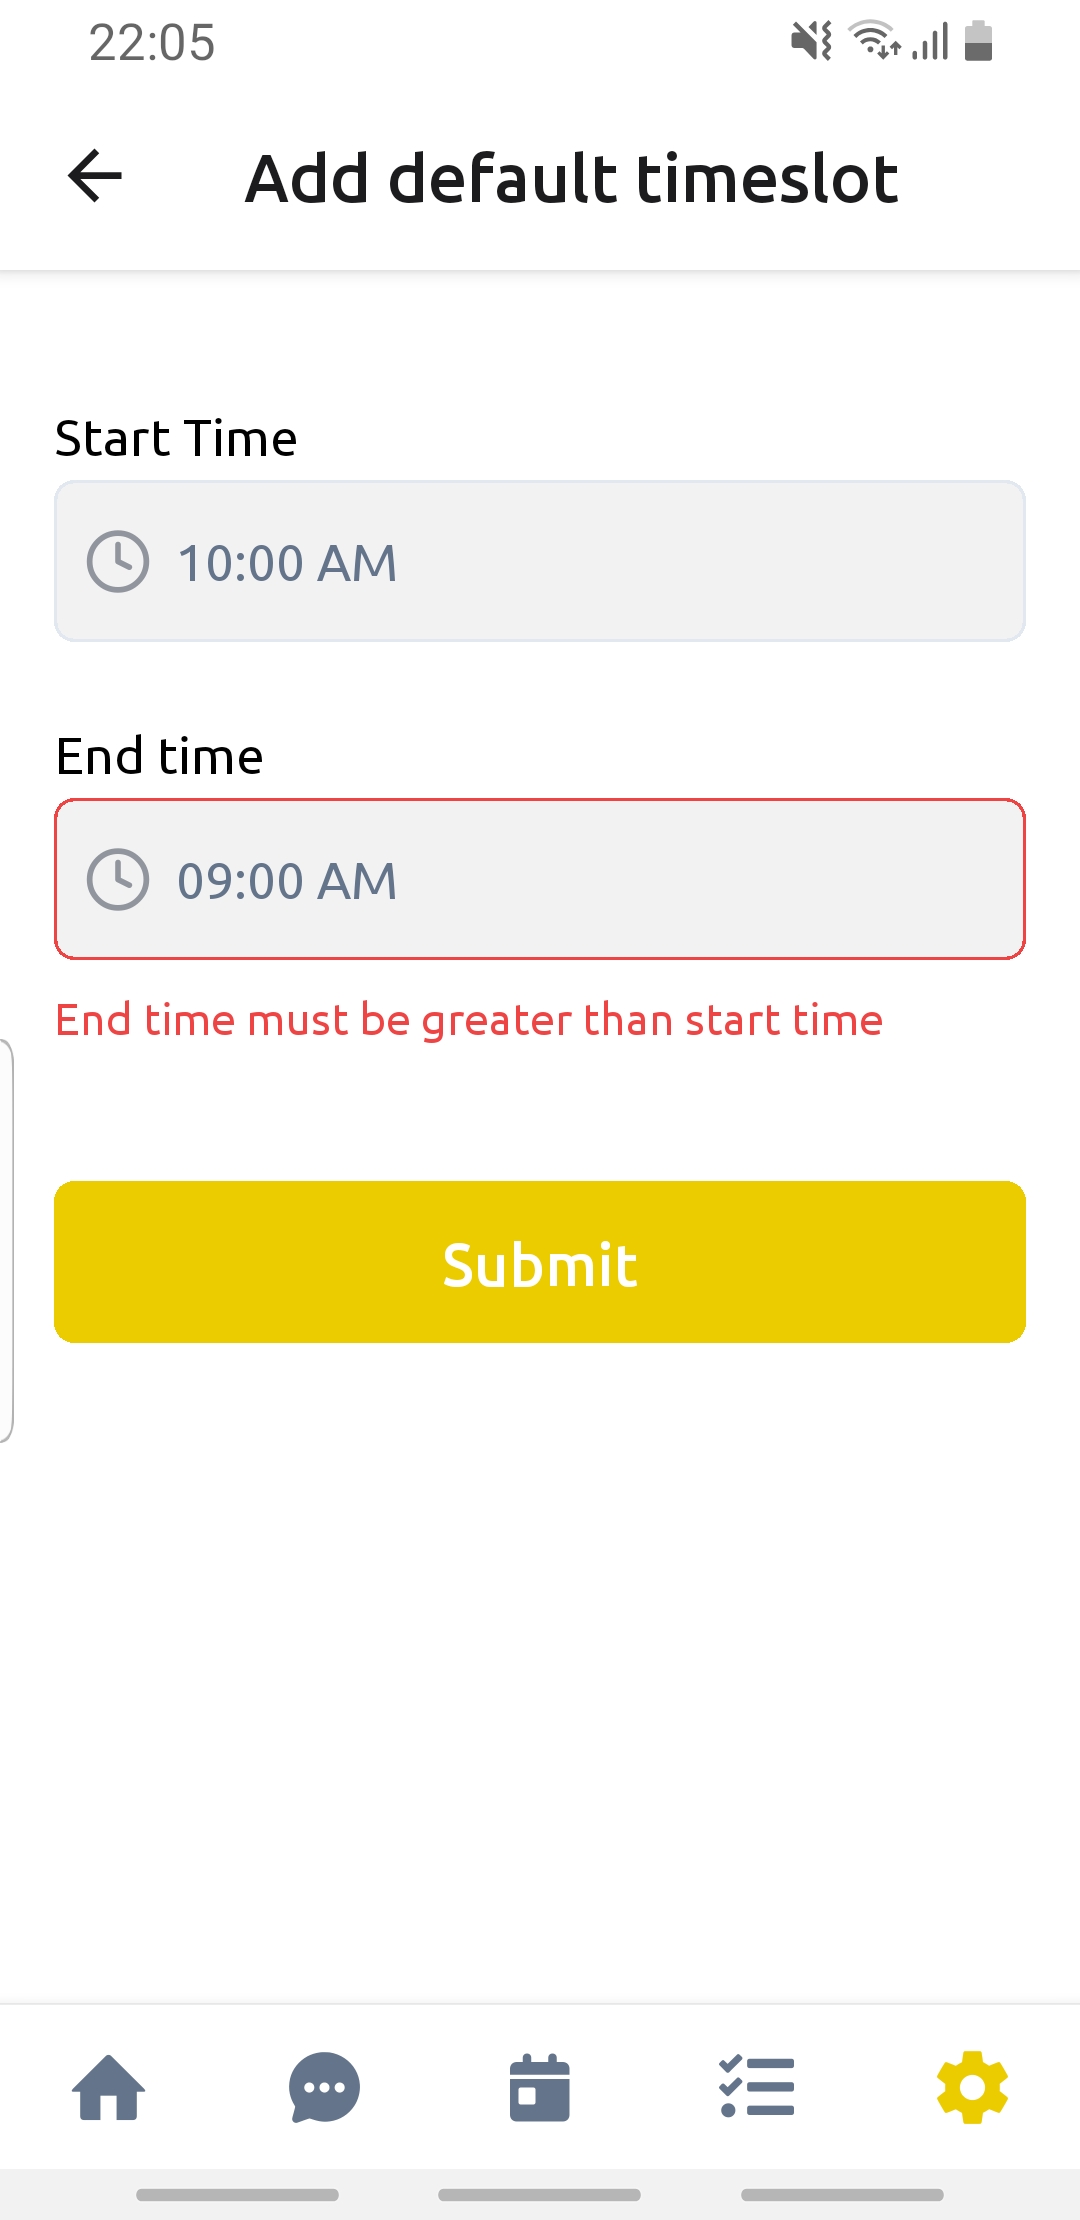 22:05
Add default timeslot
Start Time
10:00 AM
End time
09:00 AM
End time must be greater than start time
Submit